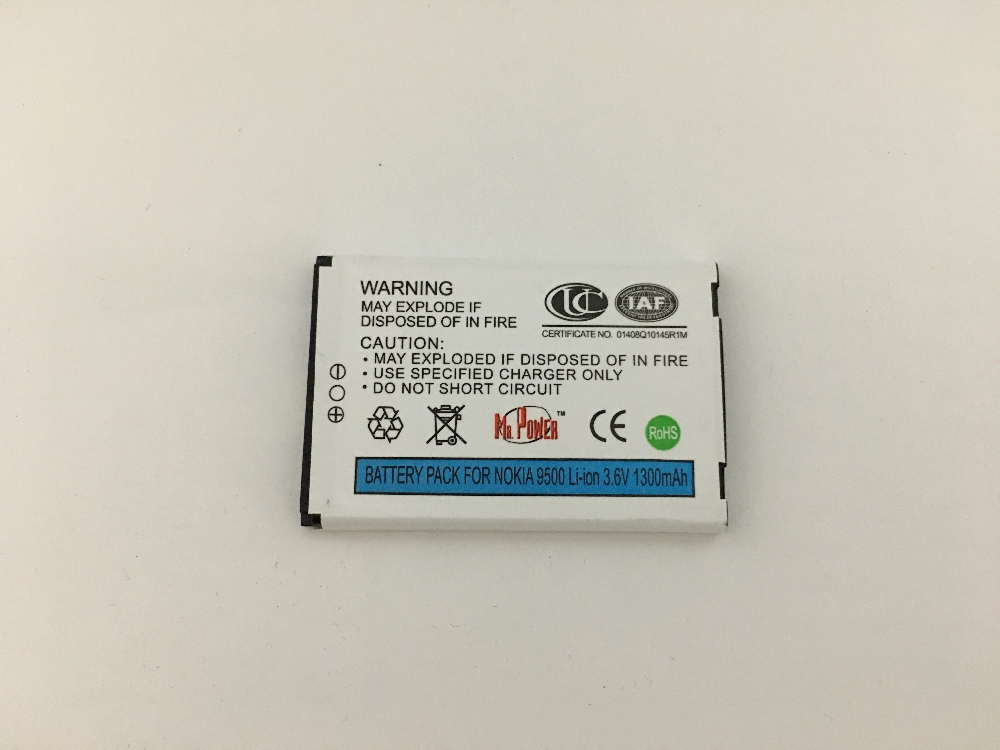 WARNING
MAY EXPLODE IF
DISPOSED OF IN FIRE
IAF
CERTIFICATE NO. 01408Q10145R1M
CAUTION:
• MAY EXPLODED IF DISPOSED OF IN FIRE
• USE SPECIFIED CHARGER ONLY
• DO NOT SHORT CIRCUIT
MR. POWER™
CE
RoHS
BATTERY PACK FOR NOKIA 9500 Li-ion 3.6V 1300mAh